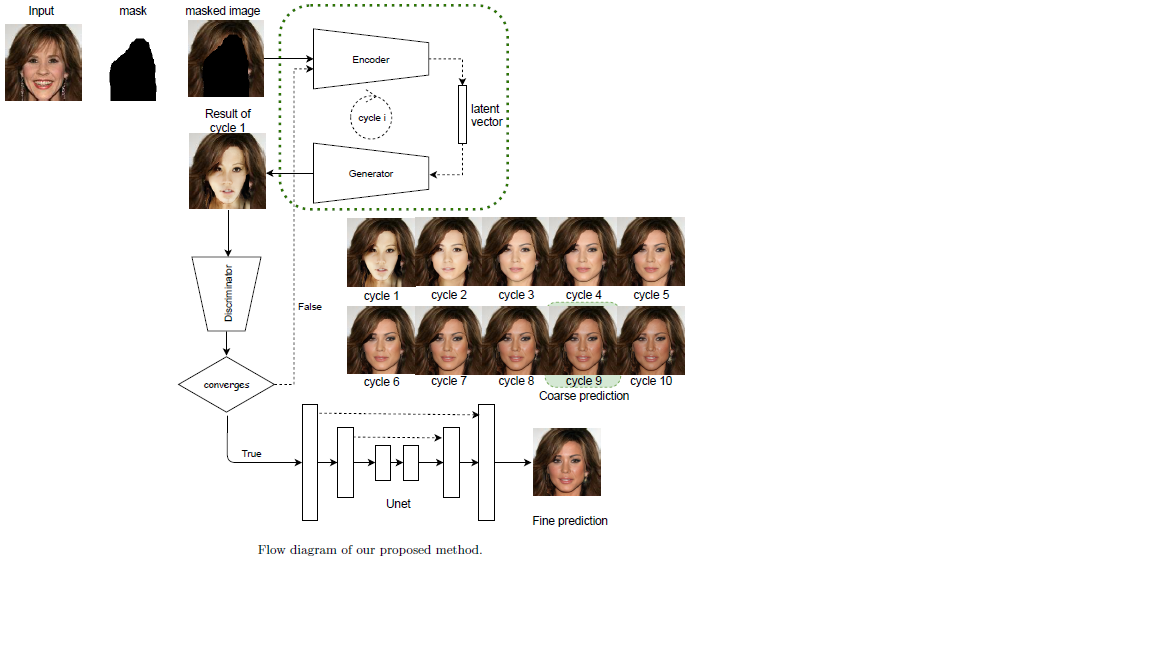 Input
mask
masked image
Encoder
latent
vector
cycle i
Result of
cycle 1
Generator
Discriminator
False
cycle 1
cycle 2
cycle 3
cycle 4
cycle 5
cycle 6
cycle 7
cycle 8
cycle 9
cycle 10
Coarse prediction
converges
True
Unet
Fine prediction
Flow diagram of our proposed method.